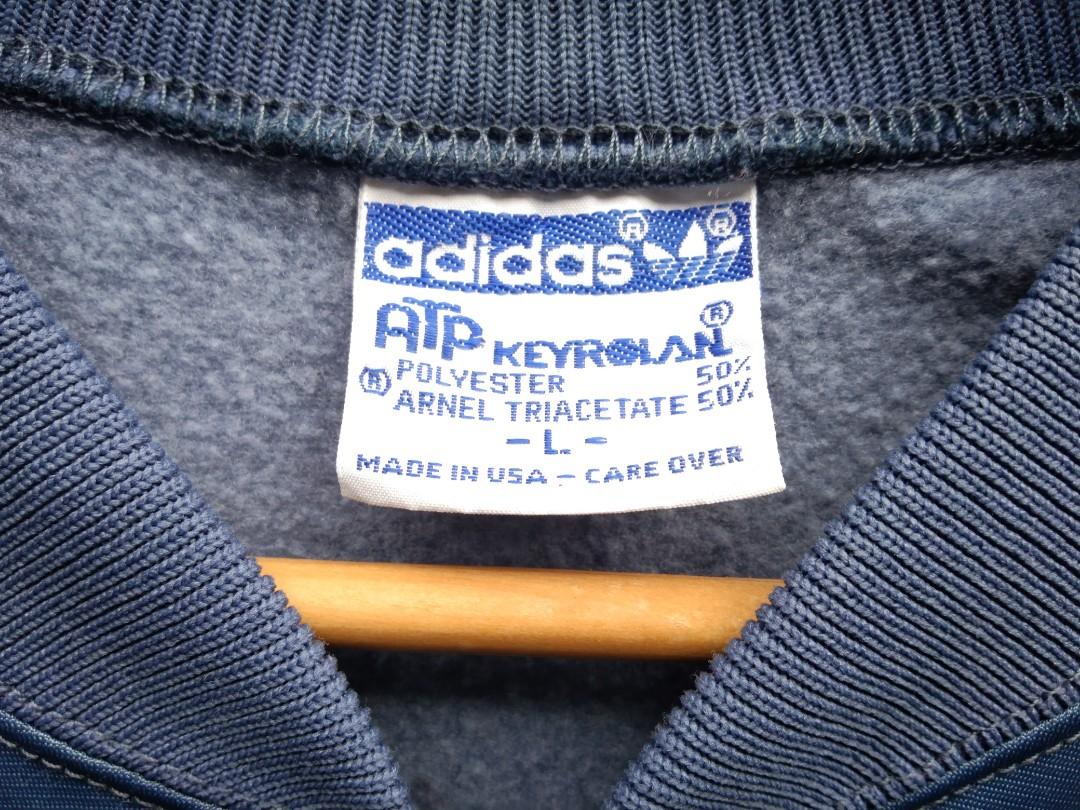 adidas®®
ATP KEYROLAN®
® POLYESTER 50%
ARNEL TRIACETATE 50%
- L. -
MADE IN USA - CARE OVER